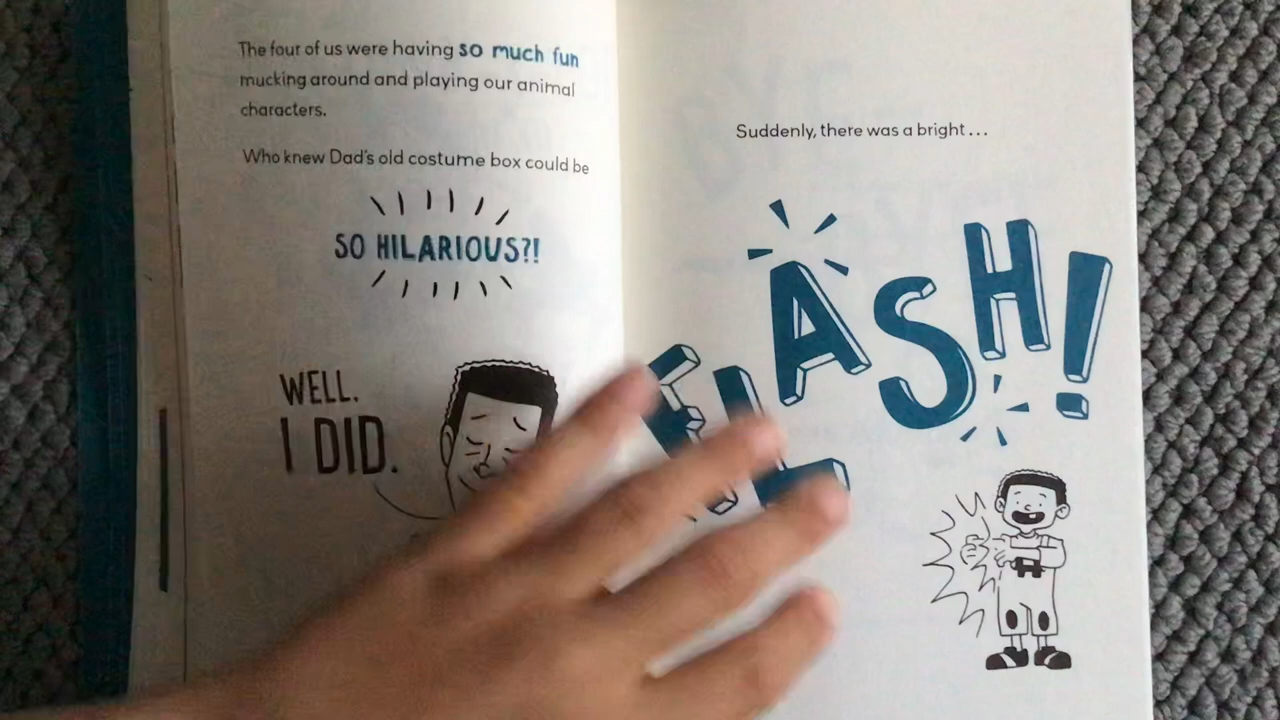 The four of us were having so much fun
mucking around and playing our animal
characters.
Who knew Dad's old costume box could be
SO HILARIOUS?!
WELL.
I DID.
Suddenly, there was a bright...
FLASH!